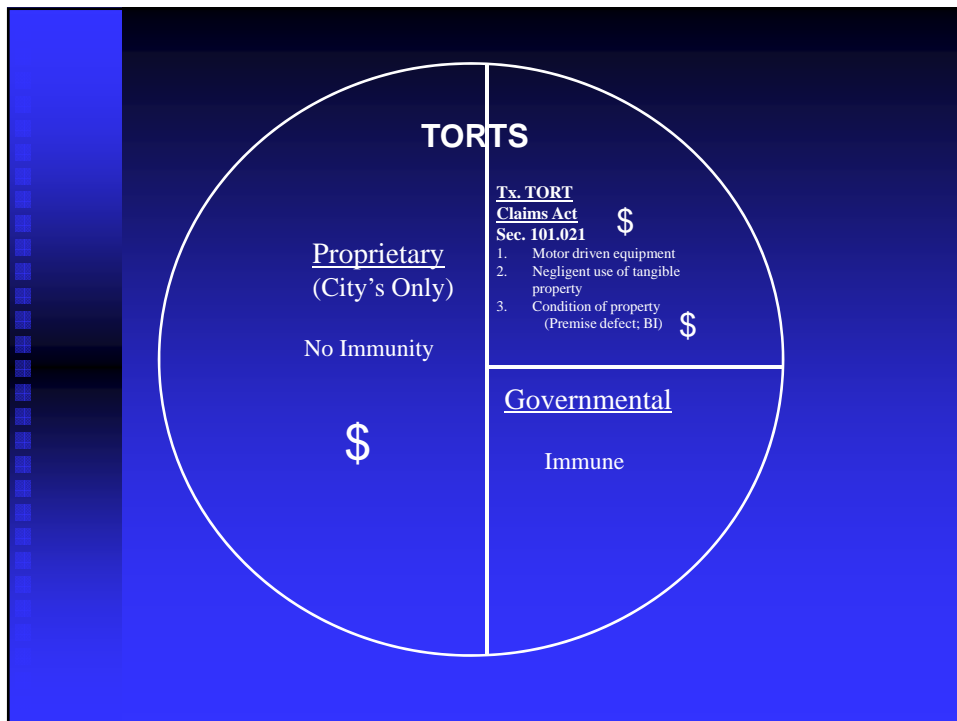 TORTS
Proprietary
(City's Only)
No Immunity
$
Tx. TORT
Claims Act
$
Sec. 101.021
1. Motor driven equipment
2. Negligent use of tangible
property
3. Condition of property
(Premise defect; BI)
$
Governmental
Immune